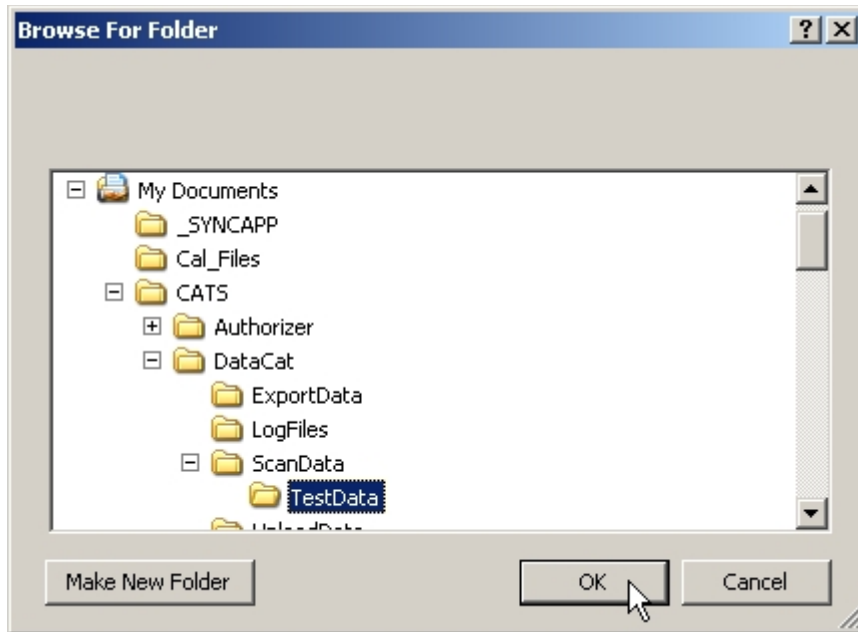 Browse For Folder
My Documents
_SYNCAPP
Cal_Files
CATS
Authorizer
DataCat
ExportData
LogFiles
ScanData
TestData
UploadData
Make New Folder OK Cancel